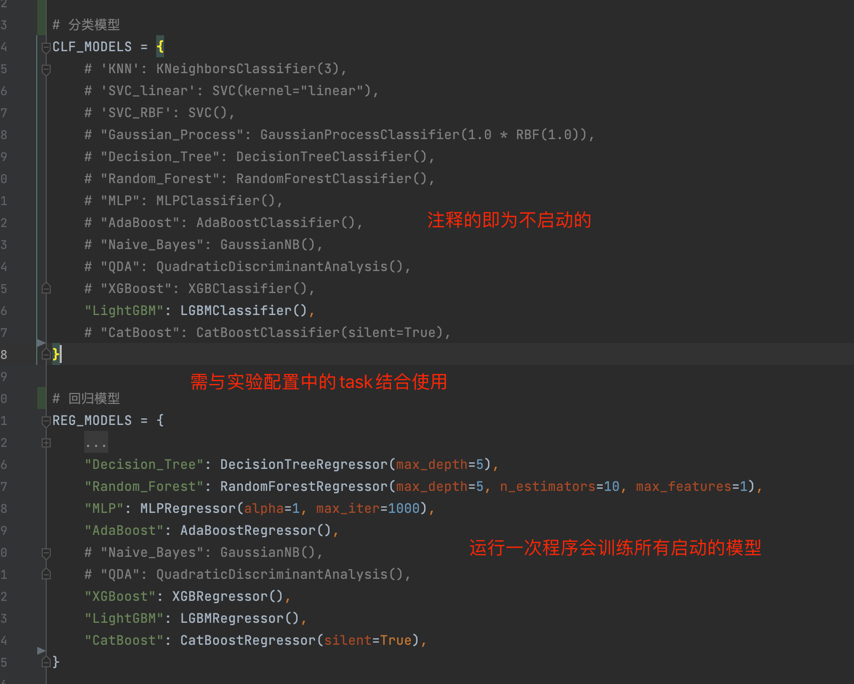 2
3 # 分类模型
4 CLF_MODELS = {
5 # 'KNN': KNeighborsClassifier(3),
6 # 'SVC_linear': SVC(kernel="linear"),
7 # 'SVC_RBF': SVC(),
8 # "Gaussian_Process": GaussianProcessClassifier(1.0 * RBF(1.0)),
9 # "Decision_Tree": DecisionTreeClassifier(),
0 # "Random_Forest": RandomForestClassifier(),
1 # "MLP": MLPClassifier(),
2 # "AdaBoost": AdaBoostClassifier(),
注释的即为不启动的
3 # "Naive_Bayes": GaussianNB(),
4 # "QDA": QuadraticDiscriminantAnalysis(),
5 # "XGBoost": XGBClassifier(),
6 "LightGBM": LGBMClassifier(),
7 # "CatBoost": CatBoostClassifier(silent=True),
8 }
9 需与实验配置中的task结合使用
0 # 回归模型
1 REG_MODELS = {
2 ...
6 "Decision_Tree": DecisionTreeRegressor(max_depth=5),
7 "Random_Forest": RandomForestRegressor(max_depth=5, n_estimators=10, max_features=1),
8 "MLP": MLPRegressor(alpha=1, max_iter=1000),
9 "AdaBoost": AdaBoostRegressor(),
0 # "Naive_Bayes": GaussianNB(),
运行一次程序会训练所有启动的模型
1 # "QDA": QuadraticDiscriminantAnalysis(),
2 "XGBoost": XGBRegressor(),
3 "LightGBM": LGBMRegressor(),
4 "CatBoost": CatBoostRegressor(silent=True),
5 }